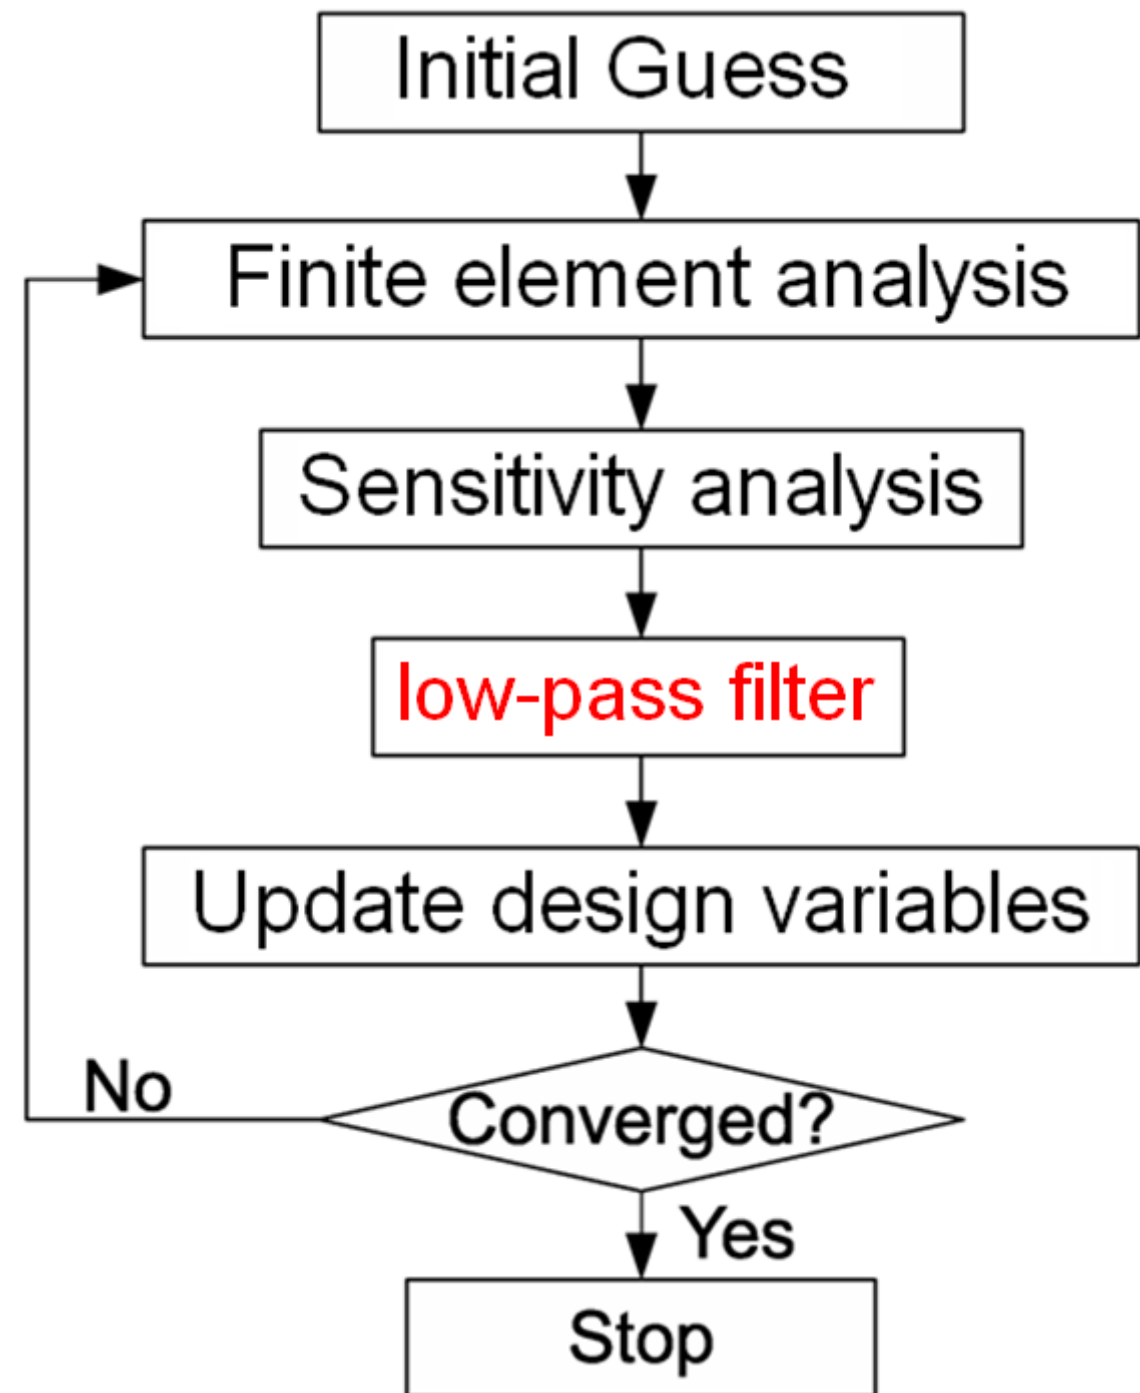 Initial Guess
Finite element analysis
Sensitivity analysis
low-pass filter
Update design variables
Converged?
No
Yes
Stop